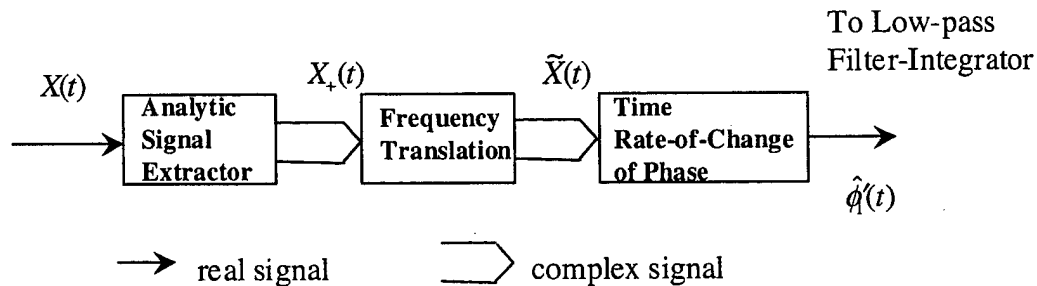 To Low-pass
Filter-Integrator
X(t)
X₊(t)
X̃(t)
Analytic
Signal
Extractor
Frequency
Translation
Time
Rate-of-Change
of Phase
ϕ̂′(t)
real signal
complex signal